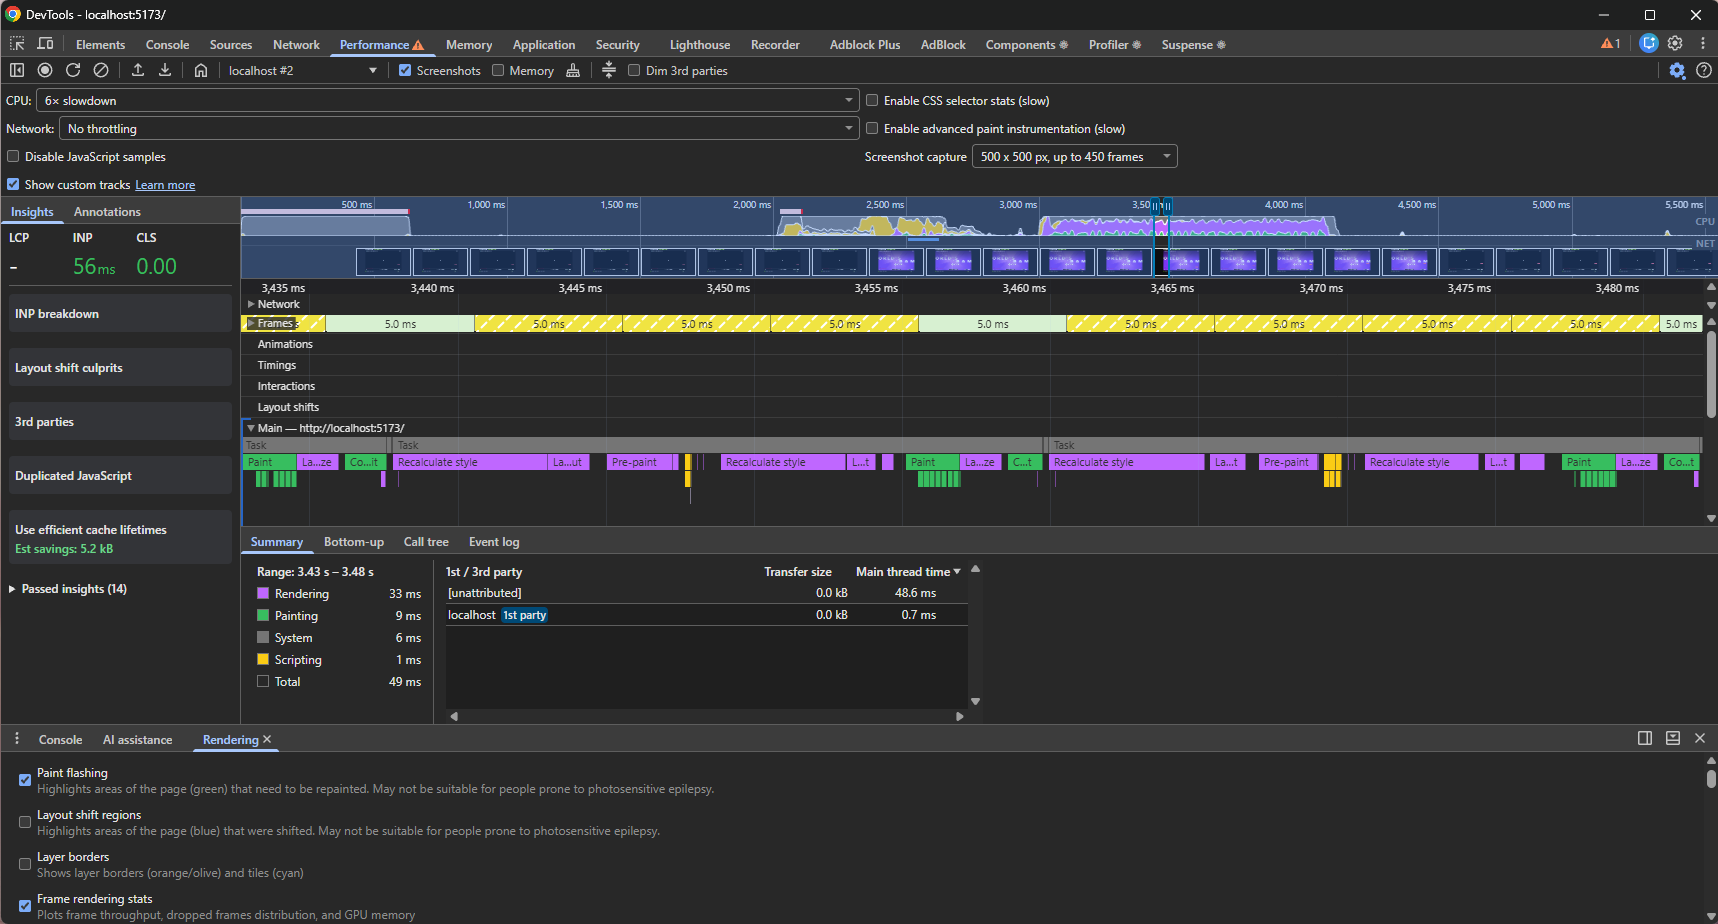 DevTools - localhost:5173/
Elements Console Sources Network Performance Memory Application Security Lighthouse Recorder Adblock Plus AdBlock Components Profiler Suspense 1
localhost #2 Screenshots Memory Dim 3rd parties
CPU: 6× slowdown Enable CSS selector stats (slow)
Network: No throttling Enable advanced paint instrumentation (slow)
Disable JavaScript samples Screenshot capture 500 x 500 px, up to 450 frames
Show custom tracks Learn more
Insights Annotations
LCP INP CLS
- 56ms 0.00
INP breakdown
Layout shift culprits
3rd parties
Duplicated JavaScript
Use efficient cache lifetimes
Est savings: 5.2 kB
Passed insights (14)
500 ms 1,000 ms 1,500 ms 2,000 ms 2,500 ms 3,000 ms 3,5 4,000 ms 4,500 ms 5,000 ms 5,500 ms
CPU
NET
3,435 ms 3,440 ms 3,445 ms 3,450 ms 3,455 ms 3,460 ms 3,465 ms 3,470 ms 3,475 ms 3,480 ms
Network
Frames 5.0 ms 5.0 ms 5.0 ms 5.0 ms 5.0 ms 5.0 ms 5.0 ms 5.0 ms 5.0 ms 5.0 ms
Animations
Timings
Interactions
Layout shifts
Main — http://localhost:5173/
Task Task Task
Paint La...ze Co...it Recalculate style La...ut Pre-paint Recalculate style L...t Paint La...ze C...t Recalculate style La...t Pre-paint Recalculate style L...t Paint La...ze Co...t
Summary Bottom-up Call tree Event log
Range: 3.43 s – 3.48 s
Rendering 33 ms
Painting 9 ms
System 6 ms
Scripting 1 ms
Total 49 ms
1st / 3rd party Transfer size Main thread time
[unattributed] 0.0 kB 48.6 ms
localhost 1st party 0.0 kB 0.7 ms
Console AI assistance Rendering
Paint flashing
Highlights areas of the page (green) that need to be repainted. May not be suitable for people prone to photosensitive epilepsy.
Layout shift regions
Highlights areas of the page (blue) that were shifted. May not be suitable for people prone to photosensitive epilepsy.
Layer borders
Shows layer borders (orange/olive) and tiles (cyan)
Frame rendering stats
Plots frame throughput, dropped frames distribution, and GPU memory